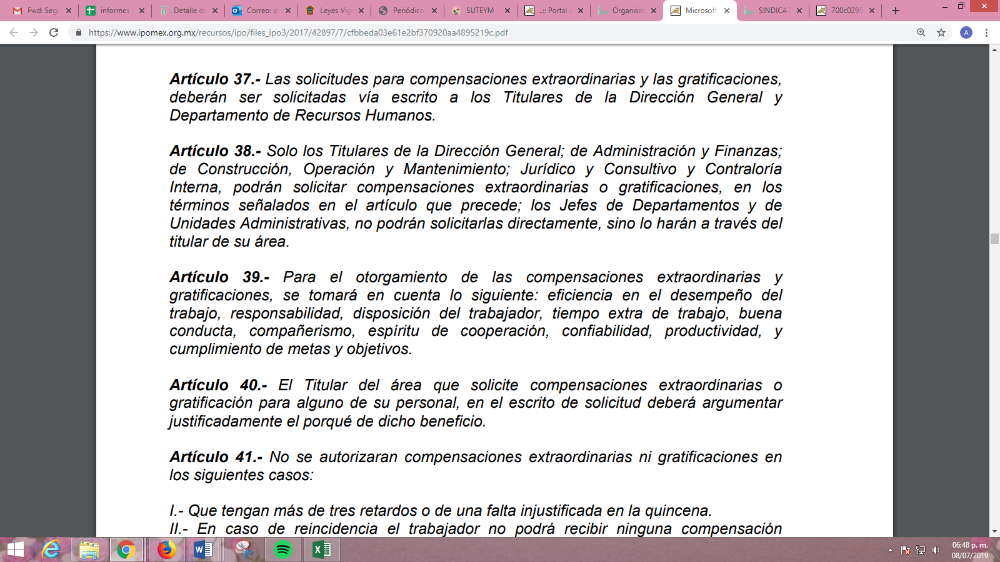 Fwd: Segu
informes
Detalle de
Correo: al
Leyes Vig
Periódico
SUTEYM
..:: Portal
Organism
Microsoft
SINDICAT
700c0295
https://www.ipomex.org.mx/recursos/ipo/files_ipo3/2017/42897/7/cfbbeda03e61e2bf370920aa4895219c.pdf
A
Artículo 37.- Las solicitudes para compensaciones extraordinarias y las gratificaciones,
deberán ser solicitadas vía escrito a los Titulares de la Dirección General y
Departamento de Recursos Humanos.
Artículo 38.- Solo los Titulares de la Dirección General; de Administración y Finanzas;
de Construcción, Operación y Mantenimiento; Jurídico y Consultivo y Contraloría
Interna, podrán solicitar compensaciones extraordinarias o gratificaciones, en los
términos señalados en el artículo que precede; los Jefes de Departamentos y de
Unidades Administrativas, no podrán solicitarlas directamente, sino lo harán a través del
titular de su área.
Artículo 39.- Para el otorgamiento de las compensaciones extraordinarias y
gratificaciones, se tomará en cuenta lo siguiente: eficiencia en el desempeño del
trabajo, responsabilidad, disposición del trabajador, tiempo extra de trabajo, buena
conducta, compañerismo, espíritu de cooperación, confiabilidad, productividad, y
cumplimiento de metas y objetivos.
Artículo 40.- El Titular del área que solicite compensaciones extraordinarias o
gratificación para alguno de su personal, en el escrito de solicitud deberá argumentar
justificadamente el porqué de dicho beneficio.
Artículo 41.- No se autorizaran compensaciones extraordinarias ni gratificaciones en
los siguientes casos:
I.- Que tengan más de tres retardos o de una falta injustificada en la quincena.
II.- En caso de reincidencia el trabajador no podrá recibir ninguna compensación
06:48 p. m.
08/07/2019